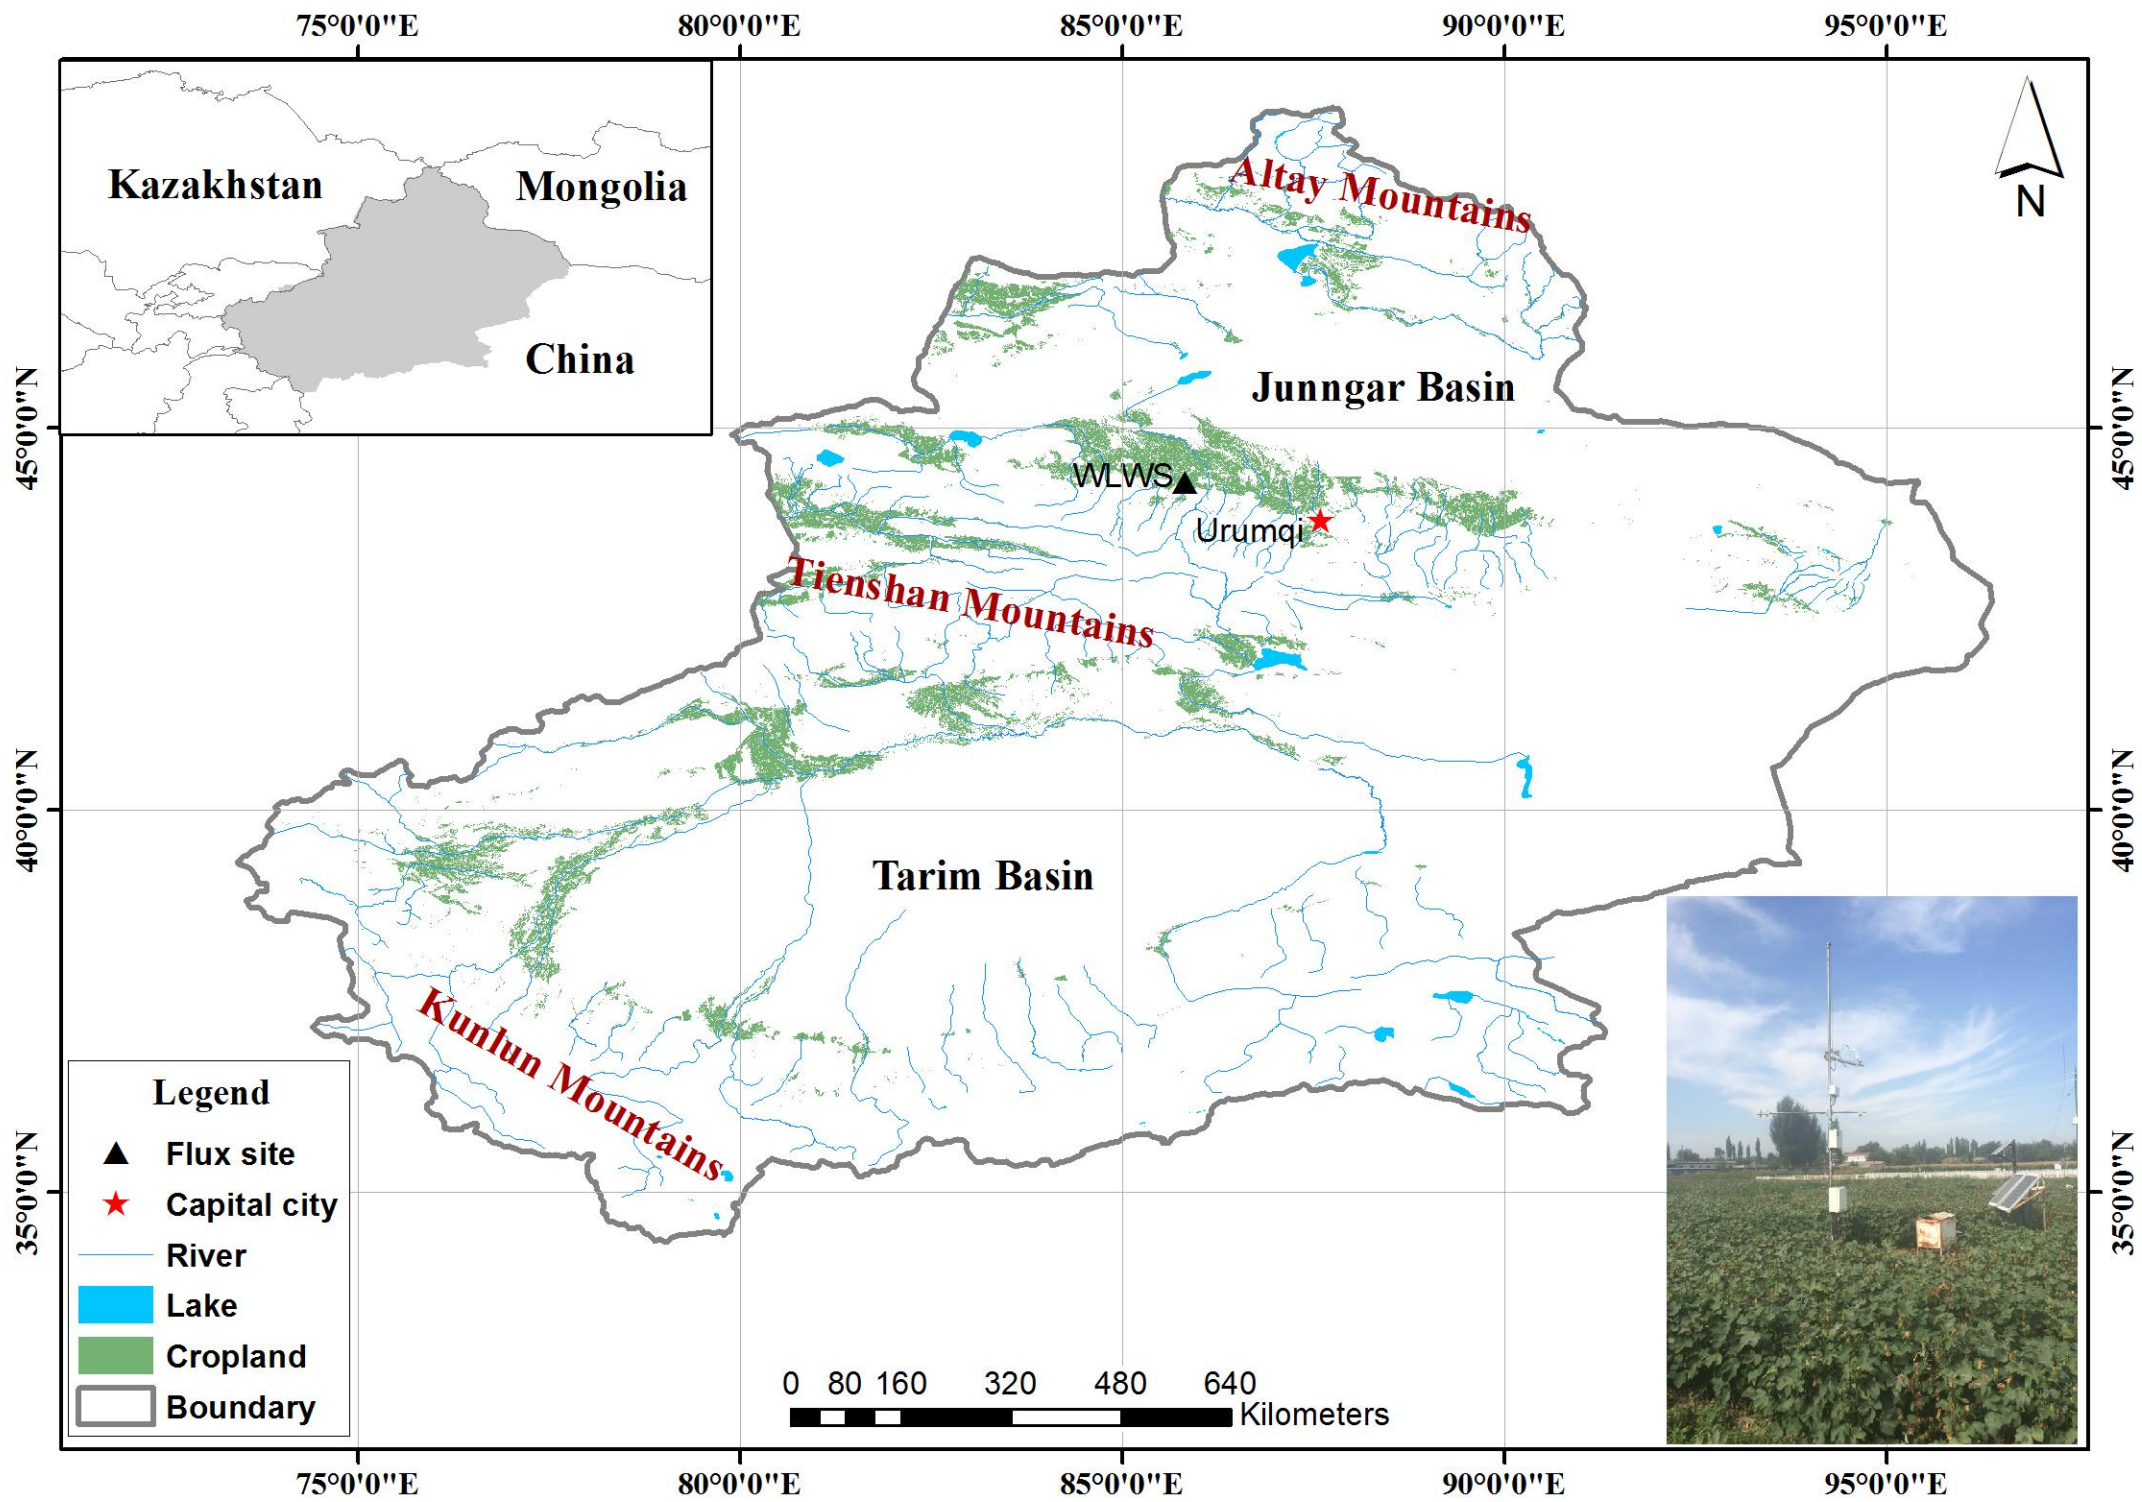 75°0'0"E 80°0'0"E 85°0'0"E 90°0'0"E 95°0'0"E
Kazakhstan
Mongolia
China
N
Altay Mountains
Junngar Basin
45°0'0"N
45°0'0"N
WLWS
Urumqi
Tienshan Mountains
40°0'0"N
40°0'0"N
Tarim Basin
Kunlun Mountains
35°0'0"N
35°0'0"N
Legend
Flux site
Capital city
River
Lake
Cropland
Boundary
0 80 160 320 480 640
Kilometers
75°0'0"E 80°0'0"E 85°0'0"E 90°0'0"E 95°0'0"E